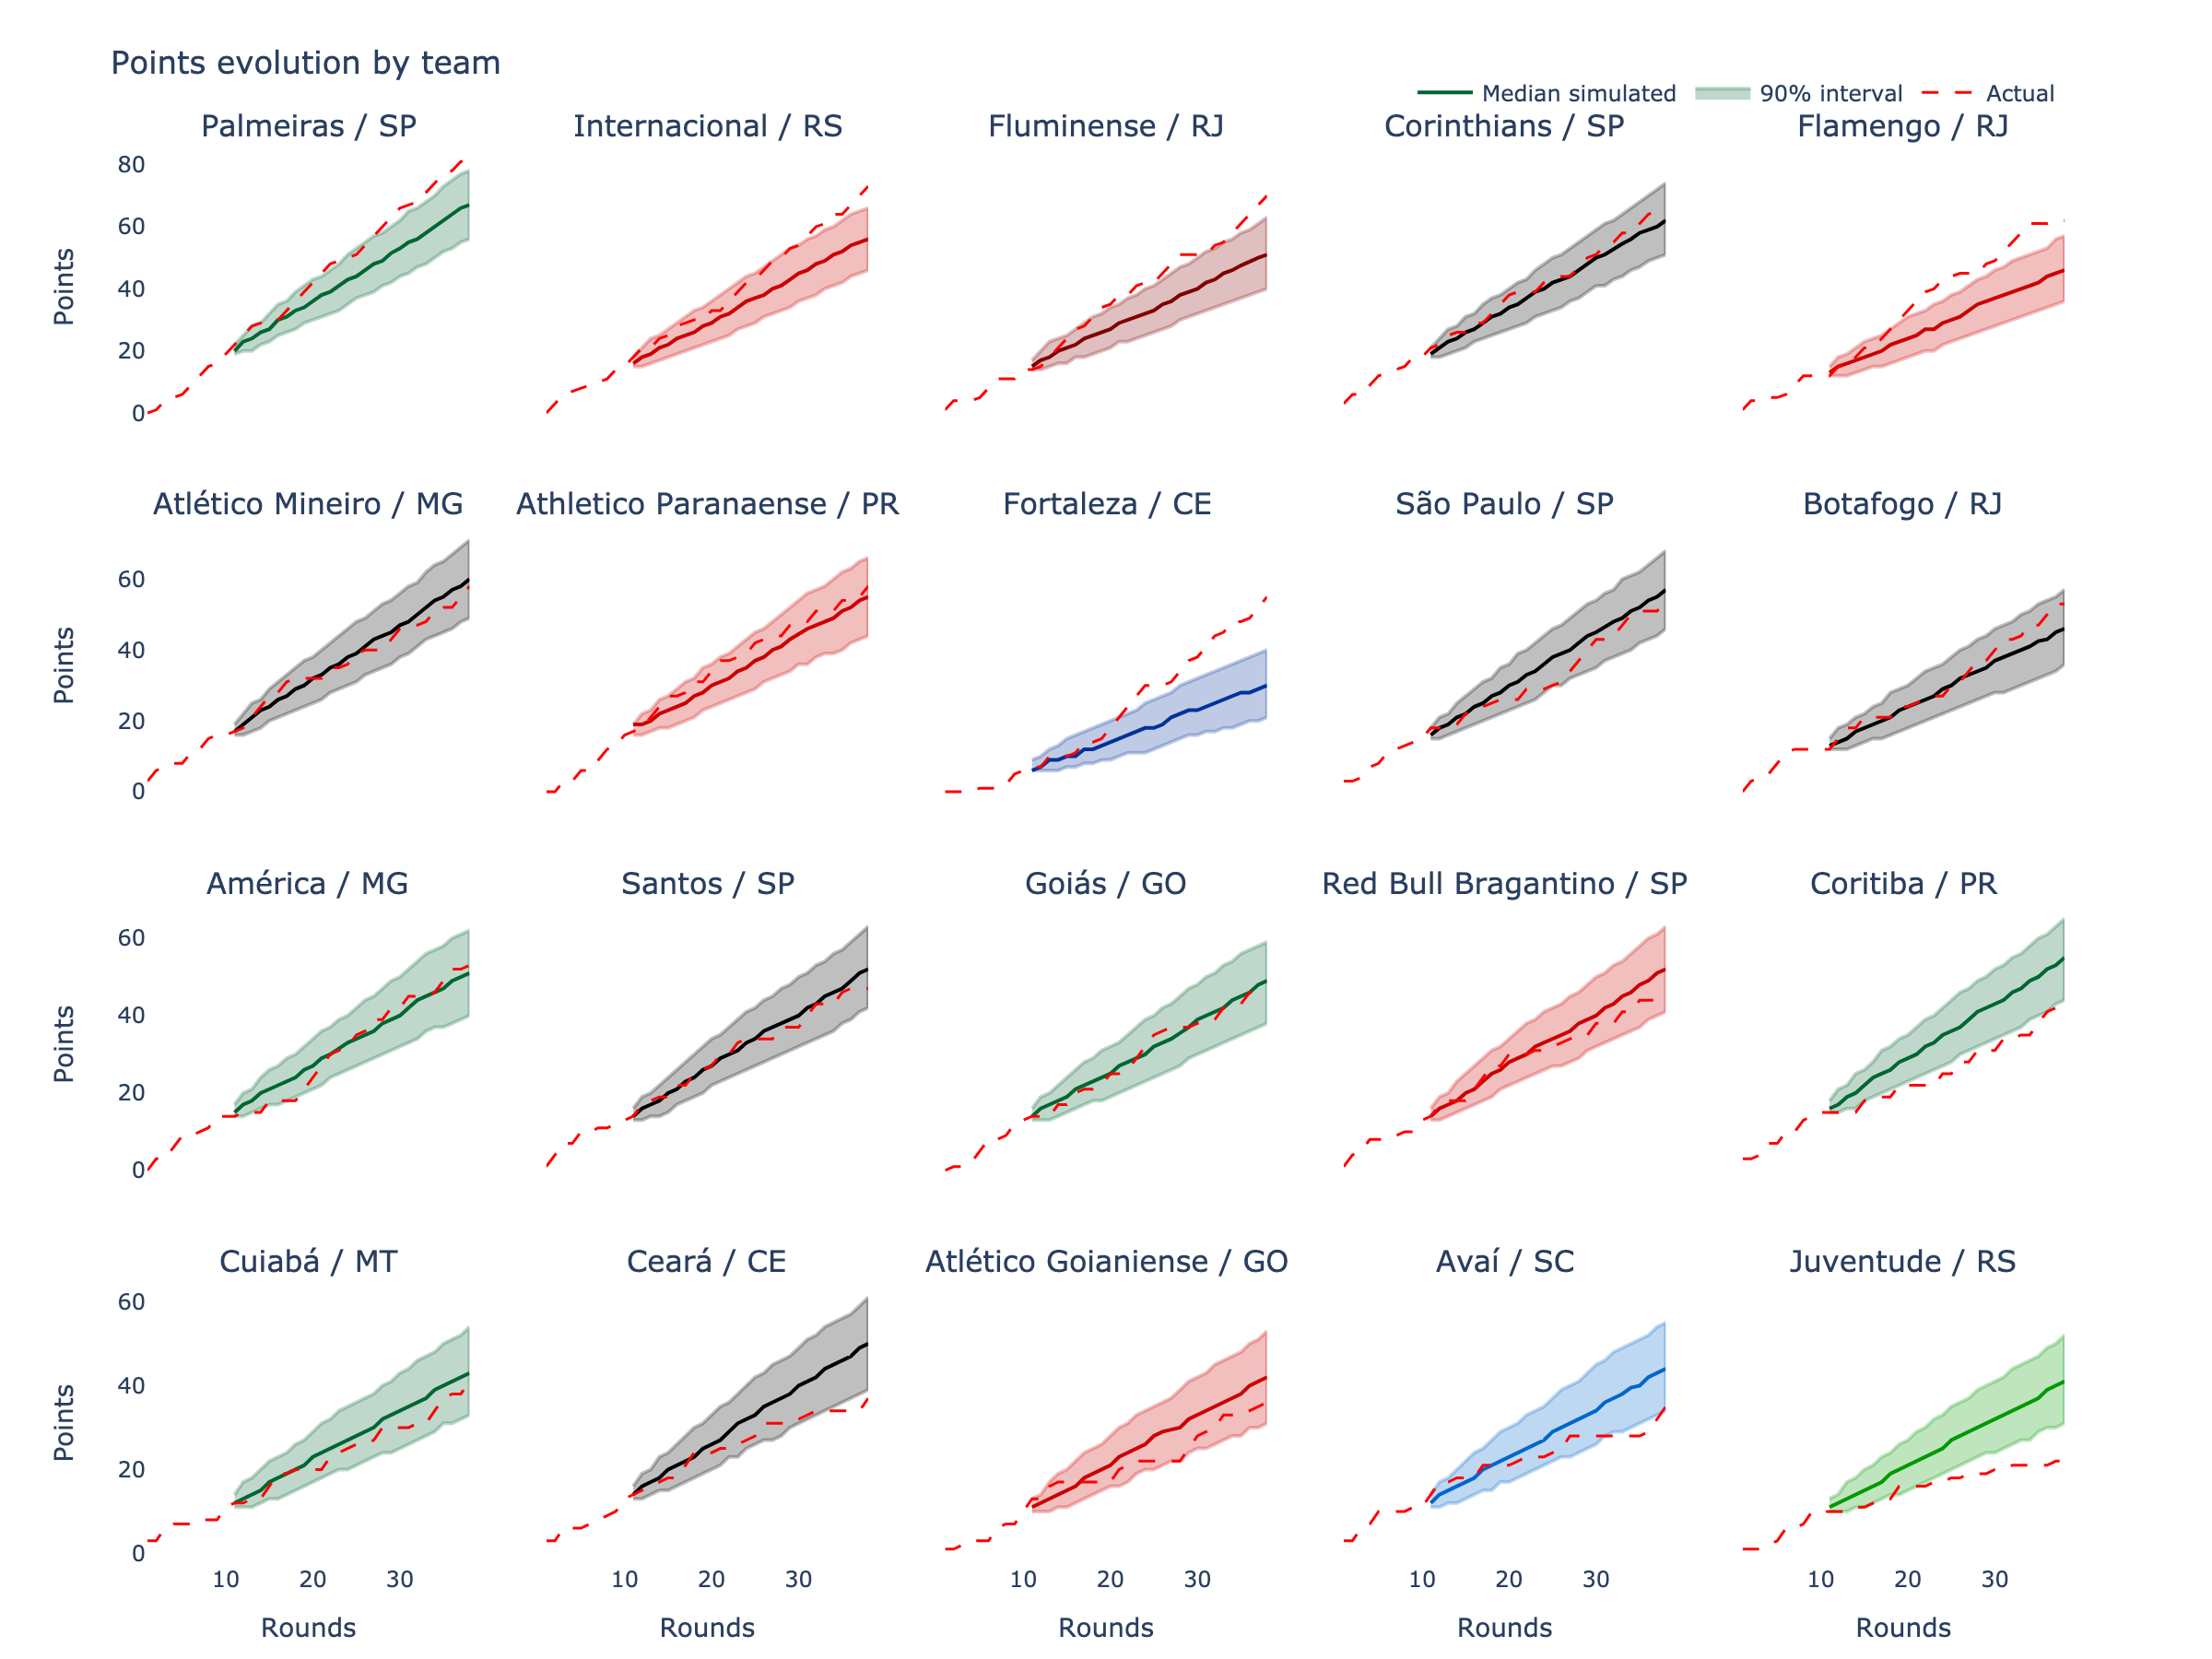 Points evolution by team
Median simulated 90% interval Actual
Palmeiras / SP Internacional / RS Fluminense / RJ Corinthians / SP Flamengo / RJ
80
60
40
20
0
Points
Atlético Mineiro / MG Athletico Paranaense / PR Fortaleza / CE São Paulo / SP Botafogo / RJ
60
40
20
0
Points
América / MG Santos / SP Goiás / GO Red Bull Bragantino / SP Coritiba / PR
60
40
20
0
Points
Cuiabá / MT Ceará / CE Atlético Goianiense / GO Avaí / SC Juventude / RS
60
40
20
0
Points
10 20 30 10 20 30 10 20 30 10 20 30 10 20 30
Rounds Rounds Rounds Rounds Rounds